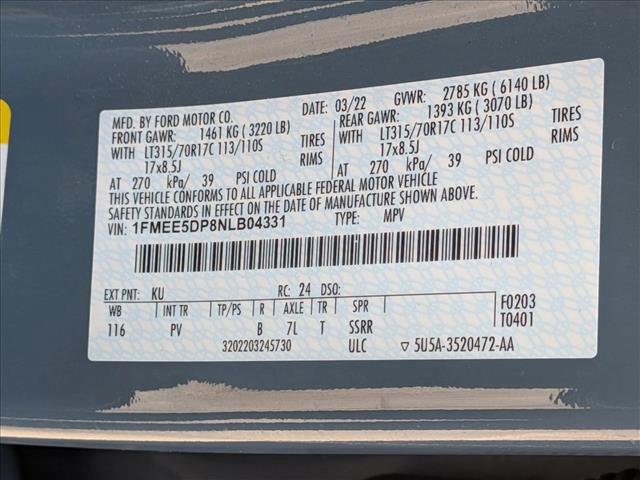 MFD. BY FORD MOTOR CO. DATE: 03/22 GVWR: 2785 KG ( 6140 LB)
FRONT GAWR: 1461 KG ( 3220 LB) REAR GAWR: 1393 KG ( 3070 LB)
WITH LT315/70R17C 113/110S TIRES WITH LT315/70R17C 113/110S TIRES
17x8.5J RIMS 17x8.5J RIMS
AT 270 kPa/ 39 PSI COLD AT 270 kPa/ 39 PSI COLD
THIS VEHICLE CONFORMS TO ALL APPLICABLE FEDERAL MOTOR VEHICLE
SAFETY STANDARDS IN EFFECT ON THE DATE OF MANUFACTURE SHOWN ABOVE.
VIN: 1FMEE5DP8NLB04331 TYPE: MPV
EXT PNT: KU RC: 24 DSO:
WB INT TR TP/PS R AXLE TR SPR F0203
116 PV B 7L T SSRR T0401
3202203245730 ULC ▽ 5U5A-3520472-AA